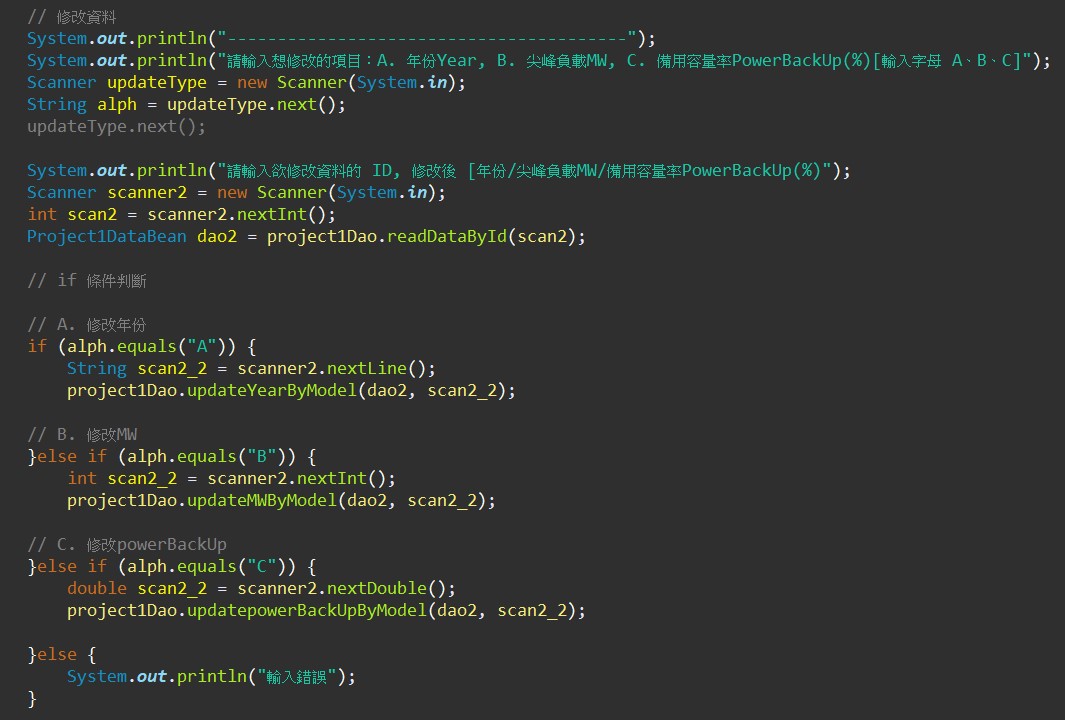 // 修改資料
System.out.println("----------------------------------------");
System.out.println("請輸入想修改的項目：A. 年份Year, B. 尖峰負載MW, C. 備用容量率PowerBackUp(%)[輸入字母 A、B、C]");
Scanner updateType = new Scanner(System.in);
String alph = updateType.next();
updateType.next();
System.out.println("請輸入欲修改資料的 ID, 修改後 [年份/尖峰負載MW/備用容量率PowerBackUp(%)");
Scanner scanner2 = new Scanner(System.in);
int scan2 = scanner2.nextInt();
Project1DataBean dao2 = project1Dao.readDataById(scan2);
// if 條件判斷
// A. 修改年份
if (alph.equals("A")) {
String scan2_2 = scanner2.nextLine();
project1Dao.updateYearByModel(dao2, scan2_2);
// B. 修改MW
}else if (alph.equals("B")) {
int scan2_2 = scanner2.nextInt();
project1Dao.updateMWByModel(dao2, scan2_2);
// C. 修改powerBackUp
}else if (alph.equals("C")) {
double scan2_2 = scanner2.nextDouble();
project1Dao.updatepowerBackUpByModel(dao2, scan2_2);
}else {
System.out.println("輸入錯誤");
}